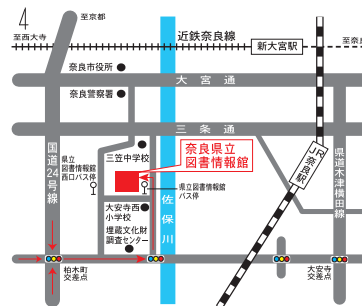 4
至京都
至西大寺
近鉄奈良線
新大宮駅
至奈良
奈良市役所
大宮通
奈良警察署
三条通
国道24号線
三笠中学校
奈良県立
図書情報館
県立
図書情報館
西口バス停
県立図書情報館
バス停
JR奈良駅
県道木津横田線
大安寺西
小学校
埋蔵文化財
調査センター
佐保川
柏木町
交差点
大安寺
交差点